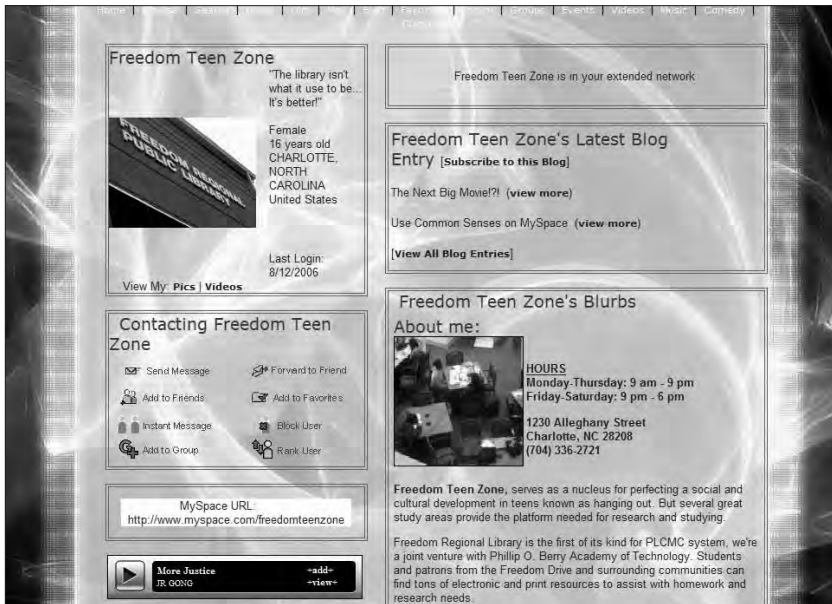 Home
Groups
Events
Videos
Music
Comedy
Freedom Teen Zone
"The library isn't
what it use to be...
It's better!"
FREEDOM REGIONAL
PUBLIC LIBRARY
Female
16 years old
CHARLOTTE,
NORTH
CAROLINA
United States
Last Login:
8/12/2006
View My: Pics | Videos
Contacting Freedom Teen
Zone
Send Message
Forward to Friend
Add to Friends
Add to Favorites
Instant Message
Block User
Add to Group
Rank User
MySpace URL:
http://www.myspace.com/freedomteenzone
More Justice
JR GONG
+add+
+view+
Freedom Teen Zone is in your extended network
Freedom Teen Zone's Latest Blog
Entry [Subscribe to this Blog]
The Next Big Movie!?! (view more)
Use Common Senses on MySpace (view more)
[View All Blog Entries]
Freedom Teen Zone's Blurbs
About me:
HOURS
Monday-Thursday: 9 am - 9 pm
Friday-Saturday: 9 pm - 6 pm
1230 Alleghany Street
Charlotte, NC 28208
(704) 336-2721
Freedom Teen Zone, serves as a nucleus for perfecting a social and
cultural development in teens known as hanging out. But several great
study areas provide the platform needed for research and studying.
Freedom Regional Library is the first of its kind for PLCMC system, we're
a joint venture with Phillip O. Berry Academy of Technology. Students
and patrons from the Freedom Drive and surrounding communities can
find tons of electronic and print resources to assist with homework and
research needs.